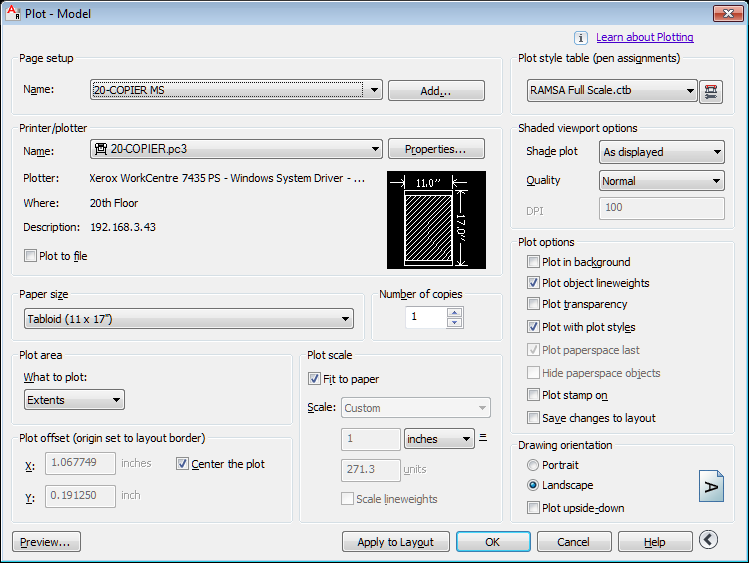 Plot - Model
Learn about Plotting
Page setup
Name: 20-COPIER MS Add...
Printer/plotter
Name: 20-COPIER.pc3 Properties...
Plotter: Xerox WorkCentre 7435 PS - Windows System Driver - ...
Where: 20th Floor
Description: 192.168.3.43
Plot to file
11.0''
17.0''
Paper size
Tabloid (11 x 17")
Number of copies
1
Plot area
What to plot:
Extents
Plot offset (origin set to layout border)
X: 1.067749 inches Center the plot
Y: 0.191250 inch
Plot scale
Fit to paper
Scale: Custom
1 inches =
271.3 units
Scale lineweights
Plot style table (pen assignments)
RAMSA Full Scale.ctb
Shaded viewport options
Shade plot As displayed
Quality Normal
DPI 100
Plot options
Plot in background
Plot object lineweights
Plot transparency
Plot with plot styles
Plot paperspace last
Hide paperspace objects
Plot stamp on
Save changes to layout
Drawing orientation
Portrait
Landscape
Plot upside-down
A
Preview... Apply to Layout OK Cancel Help